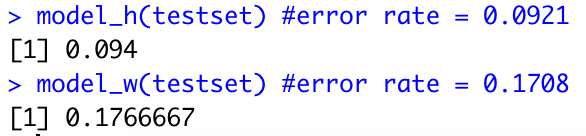 > model_h(testset) #error rate = 0.0921
[1] 0.094
> model_w(testset) #error rate = 0.1708
[1] 0.1766667